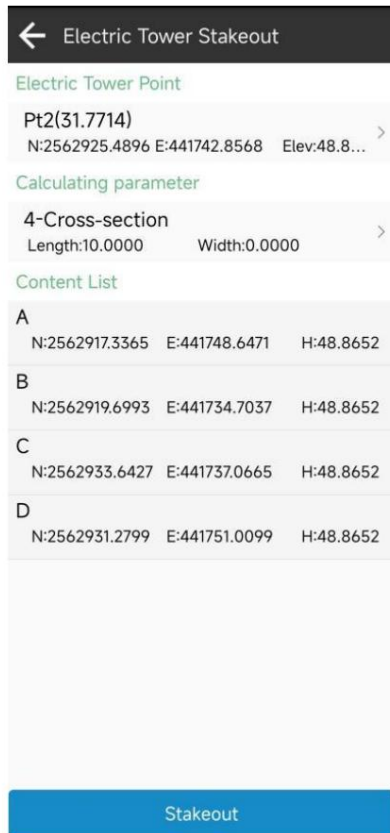 Electric Tower Stakeout
Electric Tower Point
Pt2(31.7714)
N:2562925.4896 E:441742.8568 Elev:48.8...
Calculating parameter
4-Cross-section
Length:10.0000 Width:0.0000
Content List
A
N:2562917.3365 E:441748.6471 H:48.8652
B
N:2562919.6993 E:441734.7037 H:48.8652
C
N:2562933.6427 E:441737.0665 H:48.8652
D
N:2562931.2799 E:441751.0099 H:48.8652
Stakeout